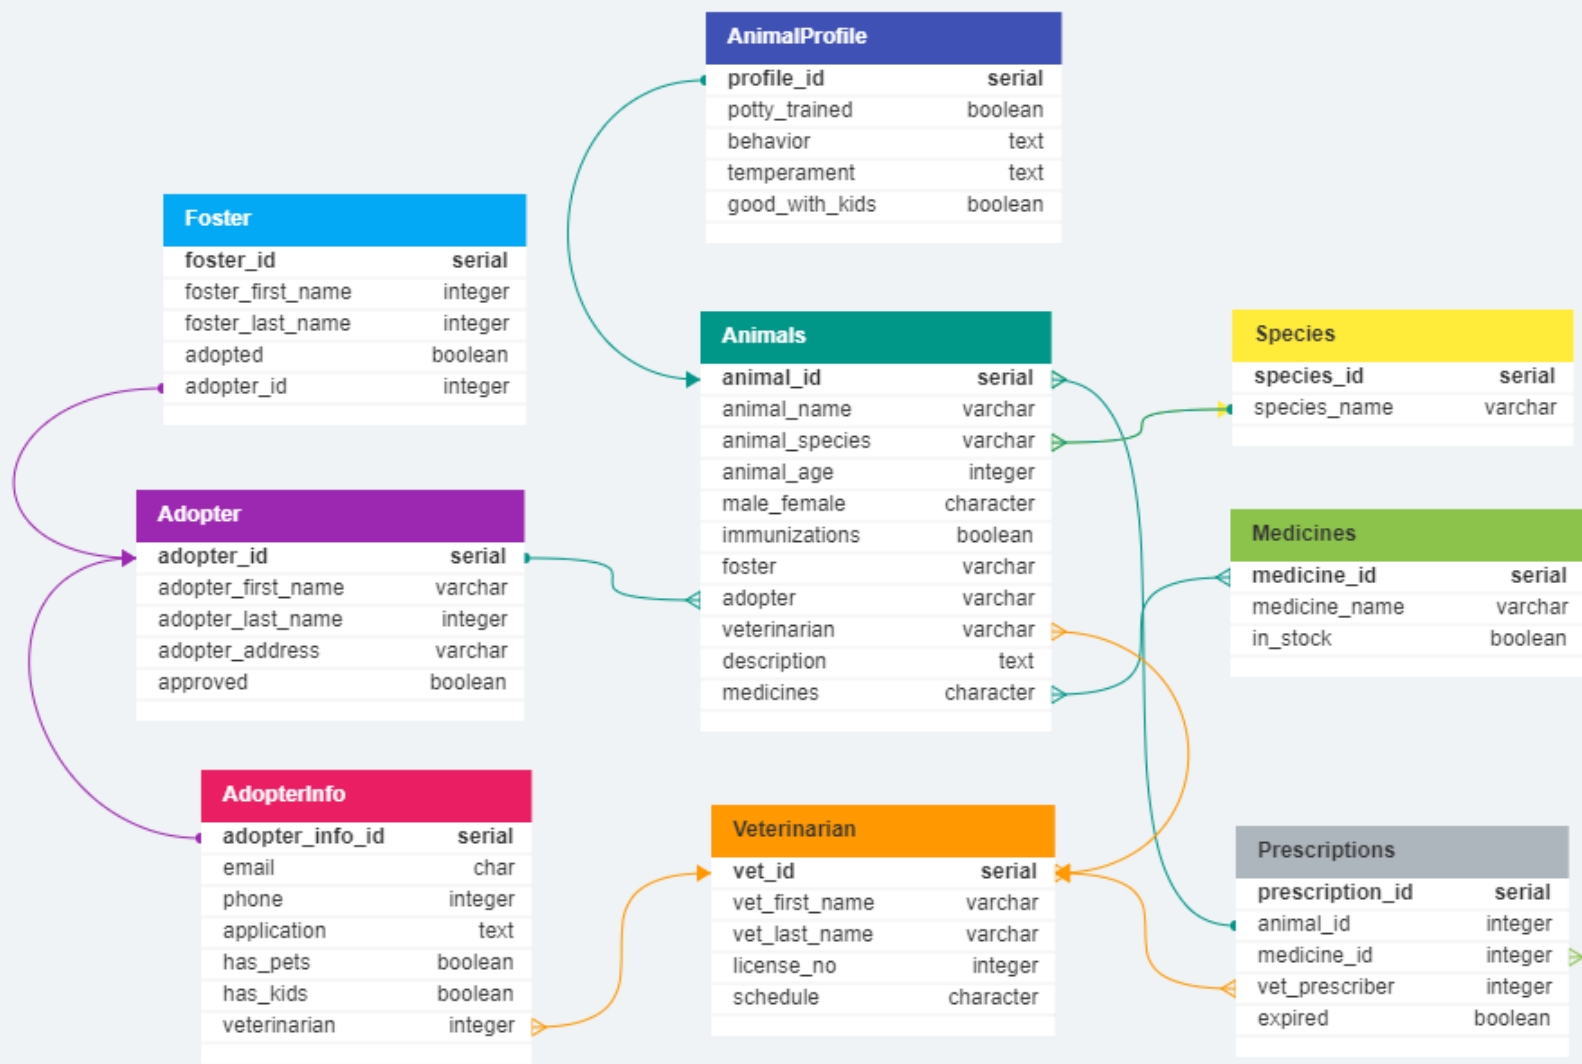 AnimalProfile
profile_id serial
potty_trained boolean
behavior text
temperament text
good_with_kids boolean
Foster
foster_id serial
foster_first_name integer
foster_last_name integer
adopted boolean
adopter_id integer
Animals
animal_id serial
animal_name varchar
animal_species varchar
animal_age integer
male_female character
immunizations boolean
foster varchar
adopter varchar
veterinarian varchar
description text
medicines character
Species
species_id serial
species_name varchar
Adopter
adopter_id serial
adopter_first_name varchar
adopter_last_name integer
adopter_address varchar
approved boolean
Medicines
medicine_id serial
medicine_name varchar
in_stock boolean
AdopterInfo
adopter_info_id serial
email char
phone integer
application text
has_pets boolean
has_kids boolean
veterinarian integer
Veterinarian
vet_id serial
vet_first_name varchar
vet_last_name varchar
license_no integer
schedule character
Prescriptions
prescription_id serial
animal_id integer
medicine_id integer
vet_prescriber integer
expired boolean